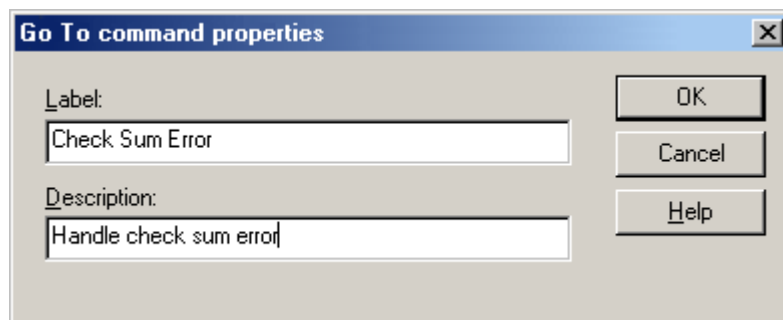 Go To command properties
Label:
OK
Check Sum Error
Cancel
Description:
Help
Handle check sum error